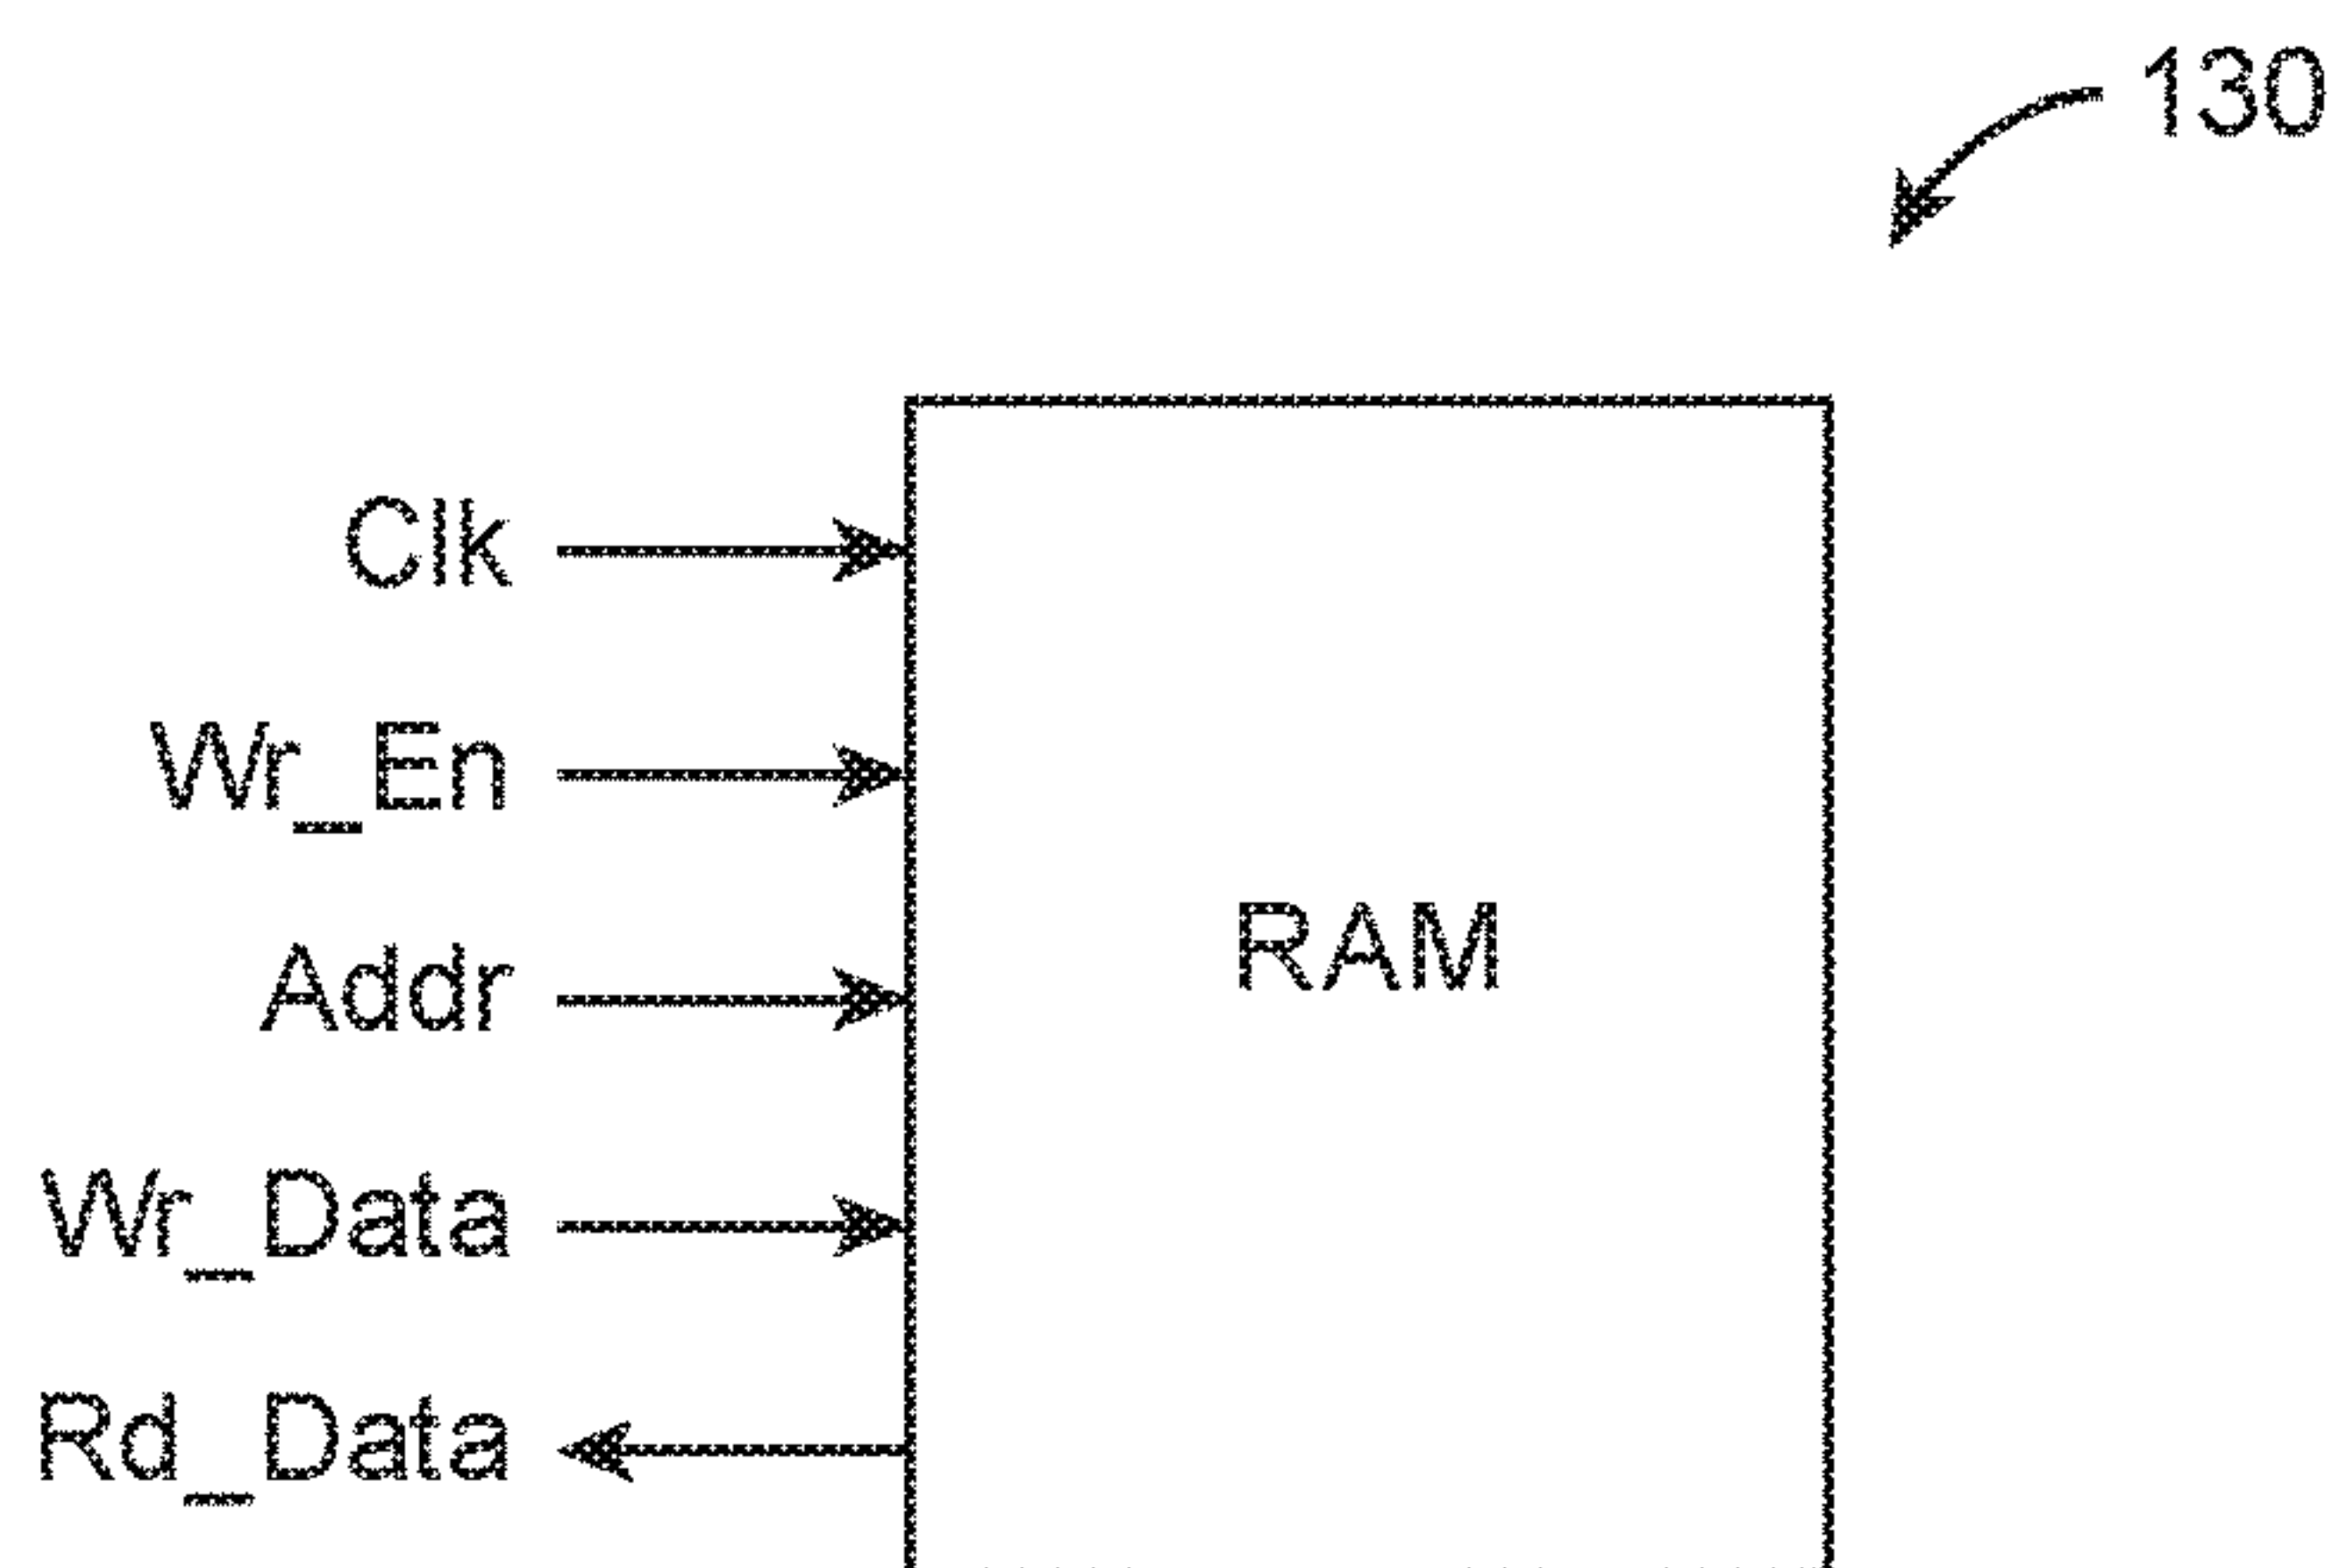 130
Clk
Wr_En
Addr
RAM
Wr_Data
Rd_Data